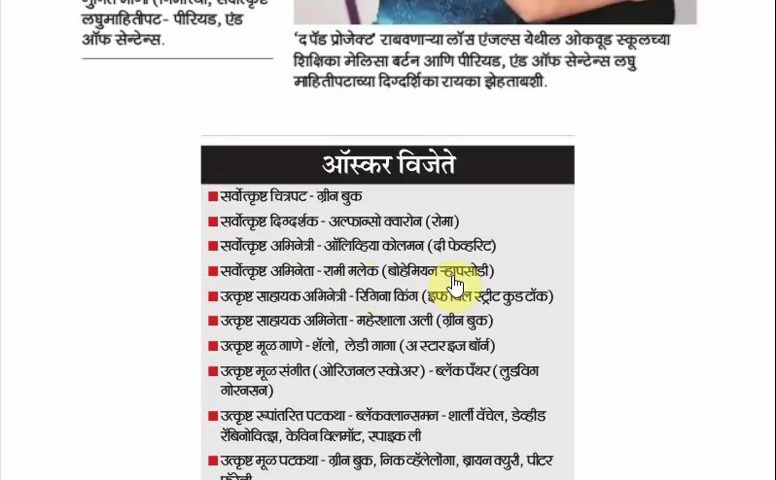 लघुमाहितीपट- पीरियड, एंड
ऑफ सेन्टेन्स.
'द पॅड प्रोजेक्ट' राबवणाऱ्या लॉस एंजल्स येथील ओकवूड स्कूलच्या
शिक्षिका मेलिसा बर्टन आणि पीरियड, एंड ऑफ सेन्टेन्स लघु
माहितीपटाच्या दिग्दर्शिका रायका झेहताबशी.
ऑस्कर विजेते
सर्वोत्कृष्ट चित्रपट - ग्रीन बुक
सर्वोत्कृष्ट दिग्दर्शक - अल्फान्सो क्वारोन (रोमा)
सर्वोत्कृष्ट अभिनेत्री - ऑलिव्हिया कोलमन (दी फेव्हरिट)
सर्वोत्कृष्ट अभिनेता - रामी मलेक (बोहेमियन ऱ्हापसोडी)
उत्कृष्ट साहायक अभिनेत्री - रेगिना किंग (इफ बिल स्ट्रीट कुड टॉक)
उत्कृष्ट साहायक अभिनेता - महेरशाला अली (ग्रीन बुक)
उत्कृष्ट मूळ गाणे - शॅलो, लेडी गागा (अ स्टार इज बॉर्न)
उत्कृष्ट मूळ संगीत (ओरिजनल स्कोअर) - ब्लॅक पँथर (लुडविग
गोरनसन)
उत्कृष्ट रूपांतरित पटकथा - ब्लॅकक्लान्समन - शार्ली वॅचेल, डेव्हीड
रॅबिनोवित्झ, केविन विलमॉट, स्पाइक ली
उत्कृष्ट मूळ पटकथा - ग्रीन बुक, निक व्हॅलेलोंगा, ब्रायन क्युरी, पीटर